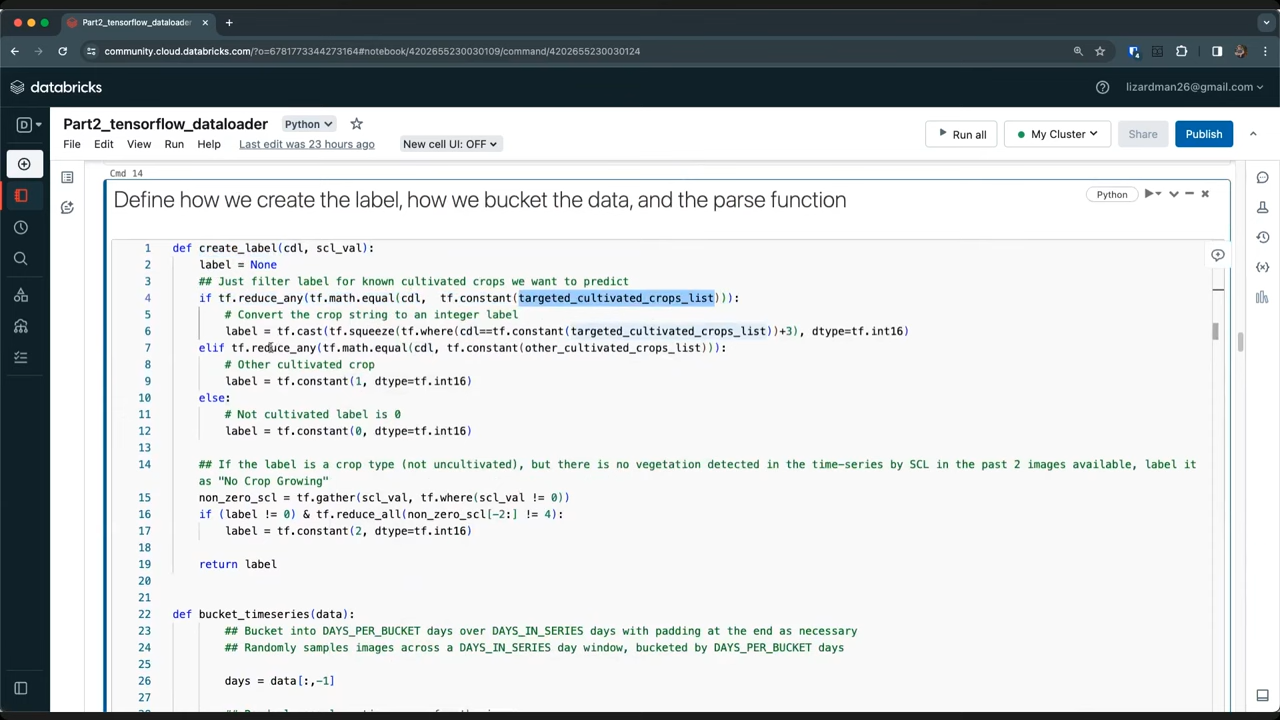 Part2_tensorflow_dataloader
community.cloud.databricks.com/?o=6781773344273164#notebook/4202655230030109/command/4202655230030124
databricks
lizardman26@gmail.com
D
Part2_tensorflow_dataloader Python
Run all My Cluster Share Publish
File Edit View Run Help Last edit was 23 hours ago New cell UI: OFF
Cmd 14
Define how we create the label, how we bucket the data, and the parse function
Python
1 def create_label(cdl, scl_val):
2 label = None
3 ## Just filter label for known cultivated crops we want to predict
4 if tf.reduce_any(tf.math.equal(cdl,  tf.constant(targeted_cultivated_crops_list))):
5 # Convert the crop string to an integer label
6 label = tf.cast(tf.squeeze(tf.where(cdl==tf.constant(targeted_cultivated_crops_list))+3), dtype=tf.int16)
7 elif tf.reduce_any(tf.math.equal(cdl, tf.constant(other_cultivated_crops_list))):
8 # Other cultivated crop
9 label = tf.constant(1, dtype=tf.int16)
10 else:
11 # Not cultivated label is 0
12 label = tf.constant(0, dtype=tf.int16)
13
14 ## If the label is a crop type (not uncultivated), but there is no vegetation detected in the time-series by SCL in the past 2 images available, label it
as "No Crop Growing"
15 non_zero_scl = tf.gather(scl_val, tf.where(scl_val != 0))
16 if (label != 0) & tf.reduce_all(non_zero_scl[-2:] != 4):
17 label = tf.constant(2, dtype=tf.int16)
18
19 return label
20
21
22 def bucket_timeseries(data):
23 ## Bucket into DAYS_PER_BUCKET days over DAYS_IN_SERIES days with padding at the end as necessary
24 ## Randomly samples images across a DAYS_IN_SERIES day window, bucketed by DAYS_PER_BUCKET days
25
26 days = data[:,-1]
27